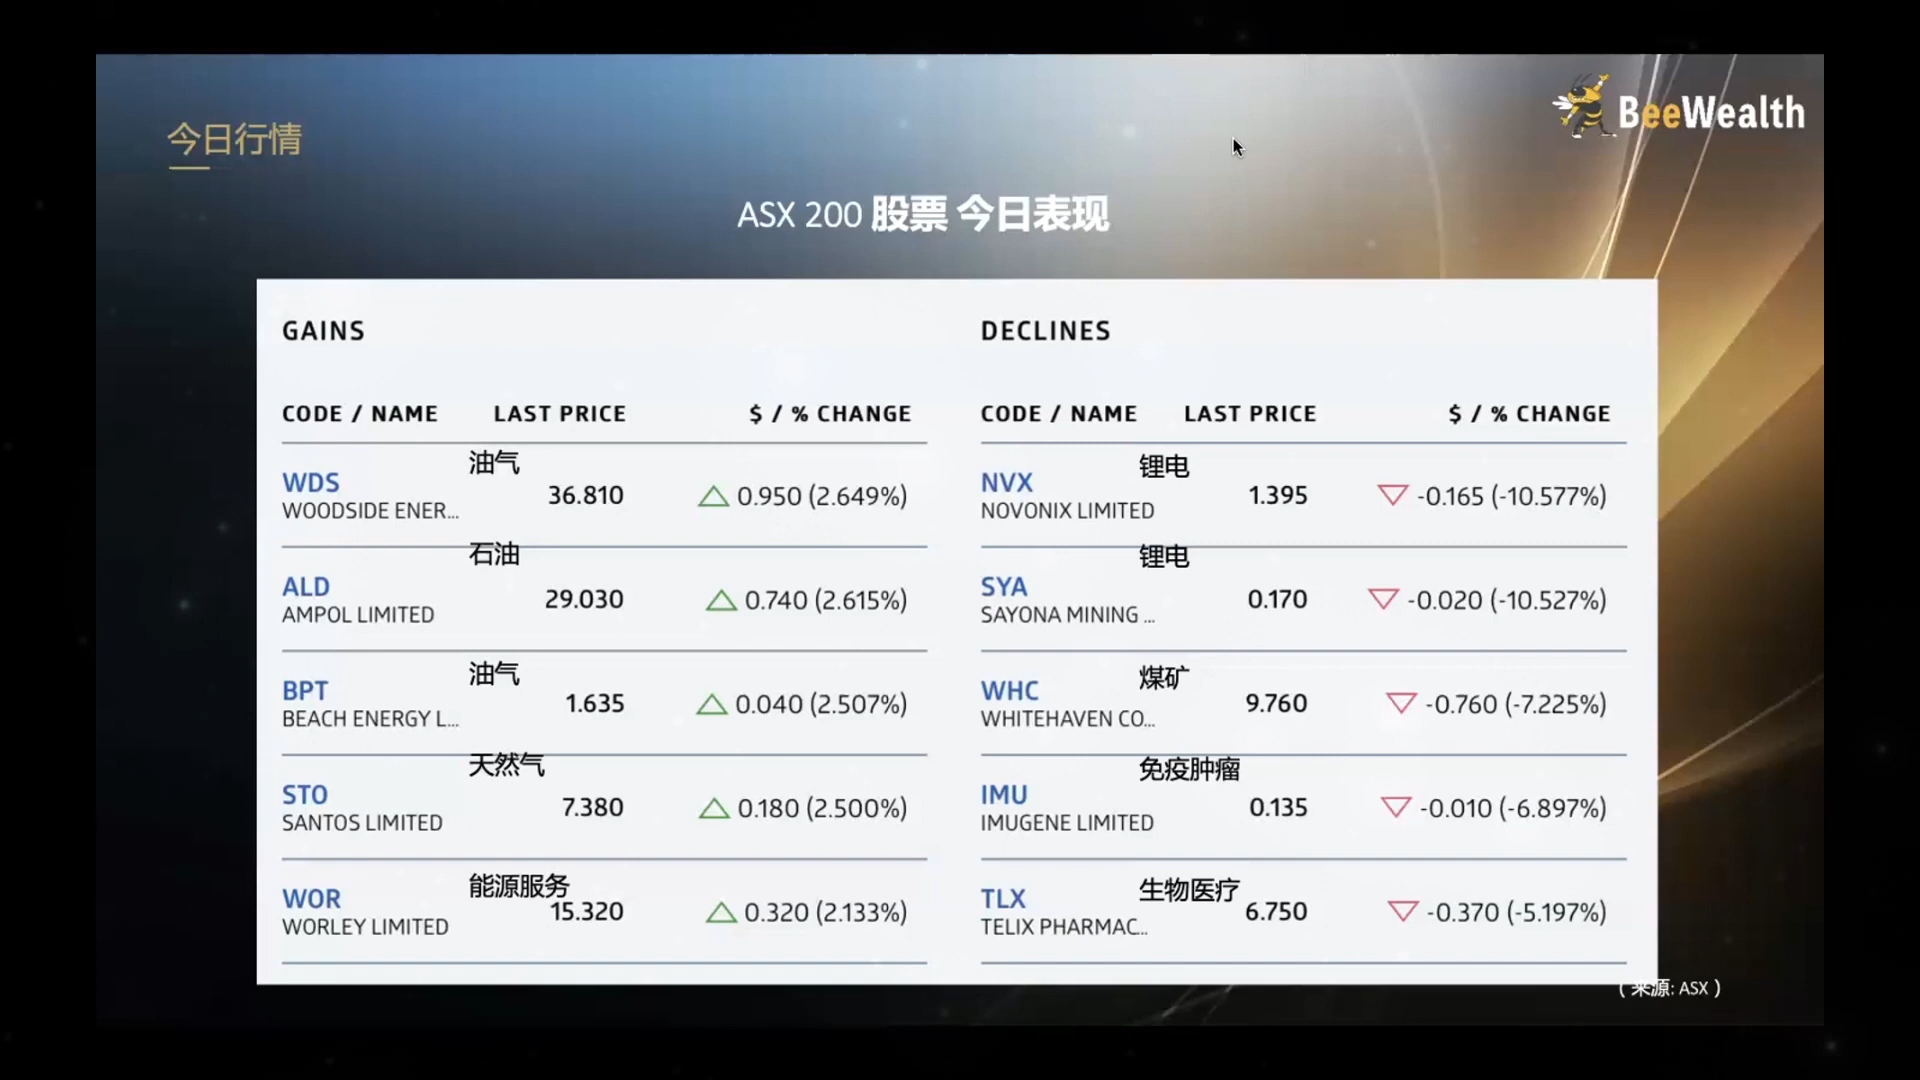 BeeWealth
今日行情
ASX 200 股票 今日表现
GAINS
CODE / NAME LAST PRICE $ / % CHANGE
油气
WDS 36.810 0.950 (2.649%)
WOODSIDE ENER...
石油
ALD 29.030 0.740 (2.615%)
AMPOL LIMITED
油气
BPT 1.635 0.040 (2.507%)
BEACH ENERGY L...
天然气
STO 7.380 0.180 (2.500%)
SANTOS LIMITED
能源服务
WOR 15.320 0.320 (2.133%)
WORLEY LIMITED
DECLINES
CODE / NAME LAST PRICE $ / % CHANGE
锂电
NVX 1.395 -0.165 (-10.577%)
NOVONIX LIMITED
锂电
SYA 0.170 -0.020 (-10.527%)
SAYONA MINING ...
煤矿
WHC 9.760 -0.760 (-7.225%)
WHITEHAVEN CO...
免疫肿瘤
IMU 0.135 -0.010 (-6.897%)
IMUGENE LIMITED
生物医疗
TLX 6.750 -0.370 (-5.197%)
TELIX PHARMAC...
( 来源: ASX )